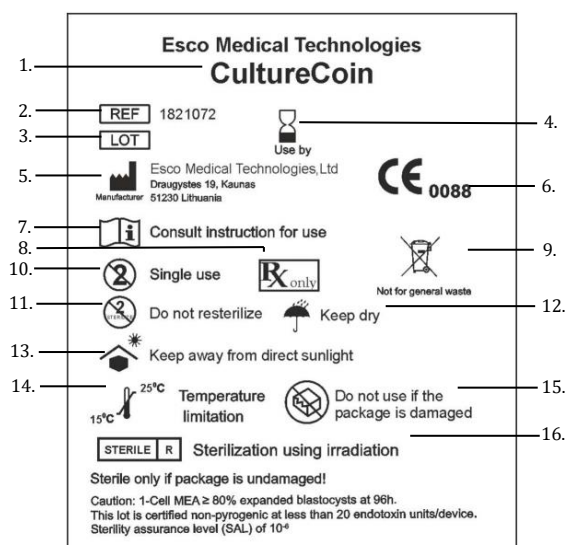 Esco Medical Technologies
1. CultureCoin
2. REF 1821072
3. LOT
Use by 4.
5. Esco Medical Technologies,Ltd
Manufacturer Draugystes 19, Kaunas
51230 Lithuania
CE 0088 6.
7. i Consult instruction for use
8.
9.
10. 2 Single use Rx only Not for general waste
11. 2 STERILIZE Do not resterilize Keep dry 12.
13. Keep away from direct sunlight
14. 25°C Temperature Do not use if the 15.
15°C limitation package is damaged
16.
STERILE R Sterilization using irradiation
Sterile only if package is undamaged!
Caution: 1-Cell MEA ≥ 80% expanded blastocysts at 96h.
This lot is certified non-pyrogenic at less than 20 endotoxin units/device.
Sterility assurance level (SAL) of 10⁻⁶